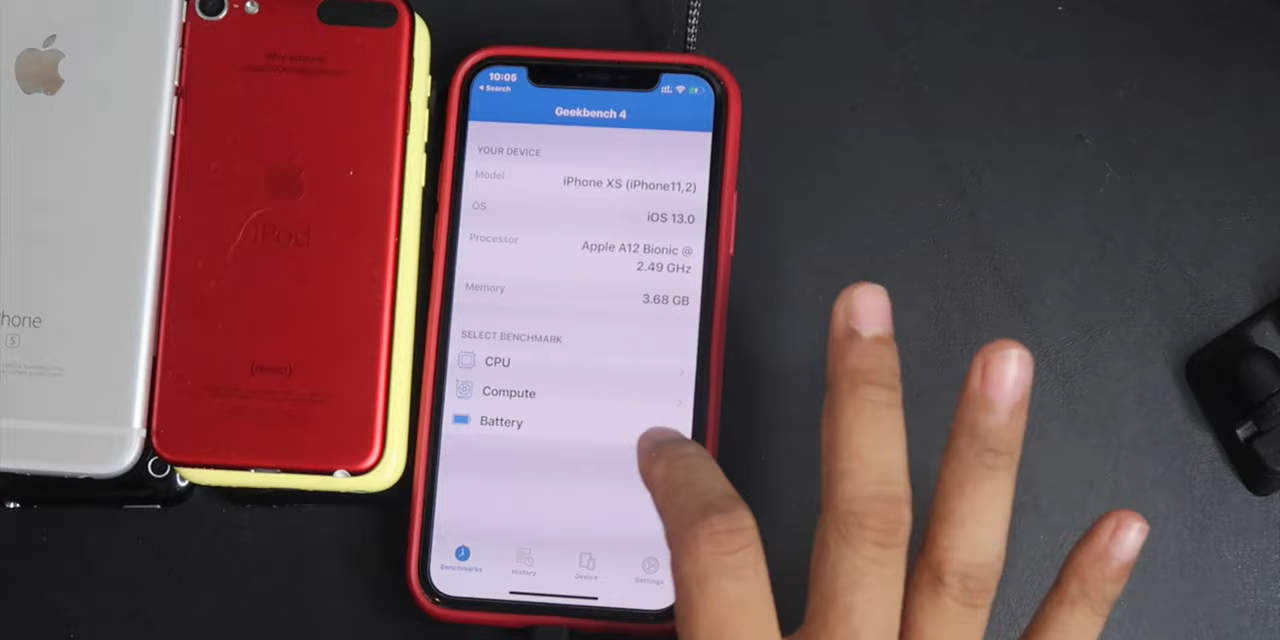 hone
S
iPod
(RED)
10:05
Search
Geekbench 4
YOUR DEVICE
Model
iPhone XS (iPhone11,2)
OS
iOS 13.0
Processor
Apple A12 Bionic @
2.49 GHz
Memory
3.68 GB
SELECT BENCHMARK
CPU
Compute
Battery
Benchmarks
History
Device
Settings